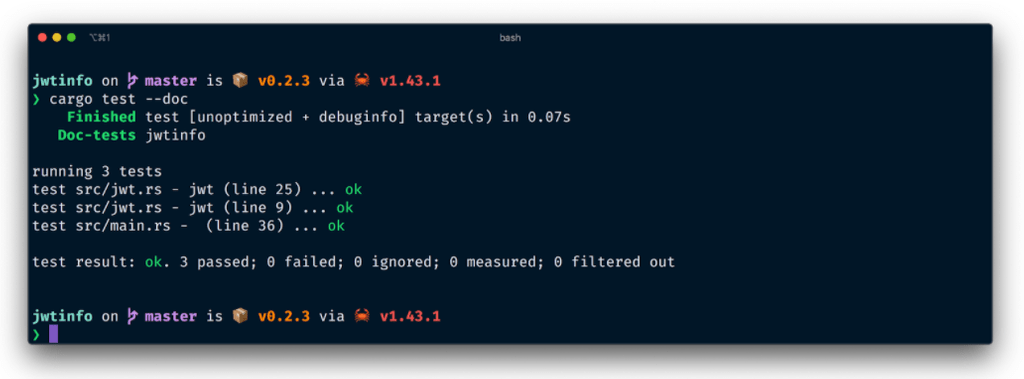 ⌥⌘1 bash
jwtinfo on master is 📦 v0.2.3 via 🦀 v1.43.1
❯ cargo test --doc
    Finished test [unoptimized + debuginfo] target(s) in 0.07s
   Doc-tests jwtinfo
running 3 tests
test src/jwt.rs - jwt (line 25) ... ok
test src/jwt.rs - jwt (line 9) ... ok
test src/main.rs -  (line 36) ... ok
test result: ok. 3 passed; 0 failed; 0 ignored; 0 measured; 0 filtered out
jwtinfo on master is 📦 v0.2.3 via 🦀 v1.43.1
❯